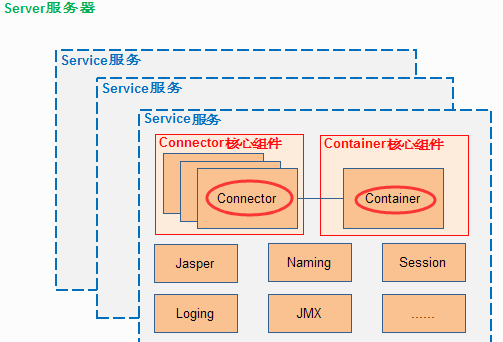 Server服务器
Service服务
Service服务
Service服务
Connector核心组件 Container核心组件
Connector Container
Jasper Naming Session
Loging JMX ......